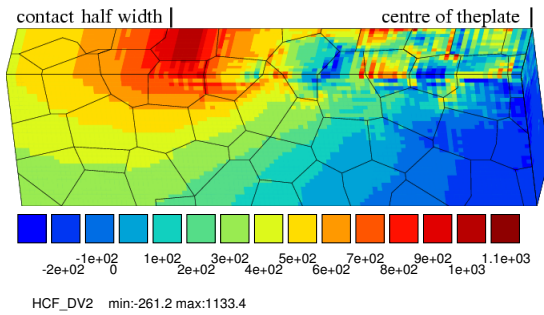 contact half width
centre of theplate
-1e+02 1e+02 3e+02 5e+02 7e+02 9e+02 1.1e+03
-2e+02 0 2e+02 4e+02 6e+02 8e+02 1e+03
HCF_DV2 min:-261.2 max:1133.4